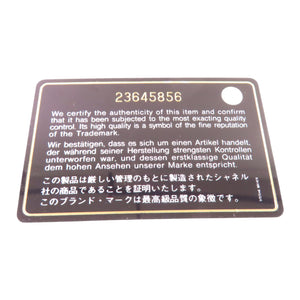 23645856
We certify the authenticity of this item and confirm
that it has been subjected to the most exacting quality
control. Its high quality is a symbol of the fine reputation
of the Trademark.
Wir bestätigen, dass es sich um einen Artikel handelt,
der während seiner Herstellung strengsten Kontrollen
unterworfen war, und dessen erstklassige Qualität
dem hohen Ansehen unserer Marke entspricht.
この製品は厳しい管理のもとに製造されたシャネル
社の商品であることを証明いたします。
このブランド・マークは最高級品質の象徴です。